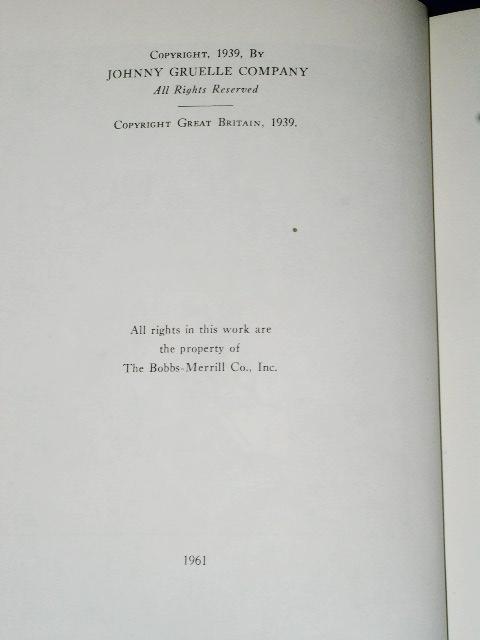 Copyright, 1939, By
JOHNNY GRUELLE COMPANY
All Rights Reserved
Copyright Great Britain, 1939.
All rights in this work are
the property of
The Bobbs-Merrill Co., Inc.
1961